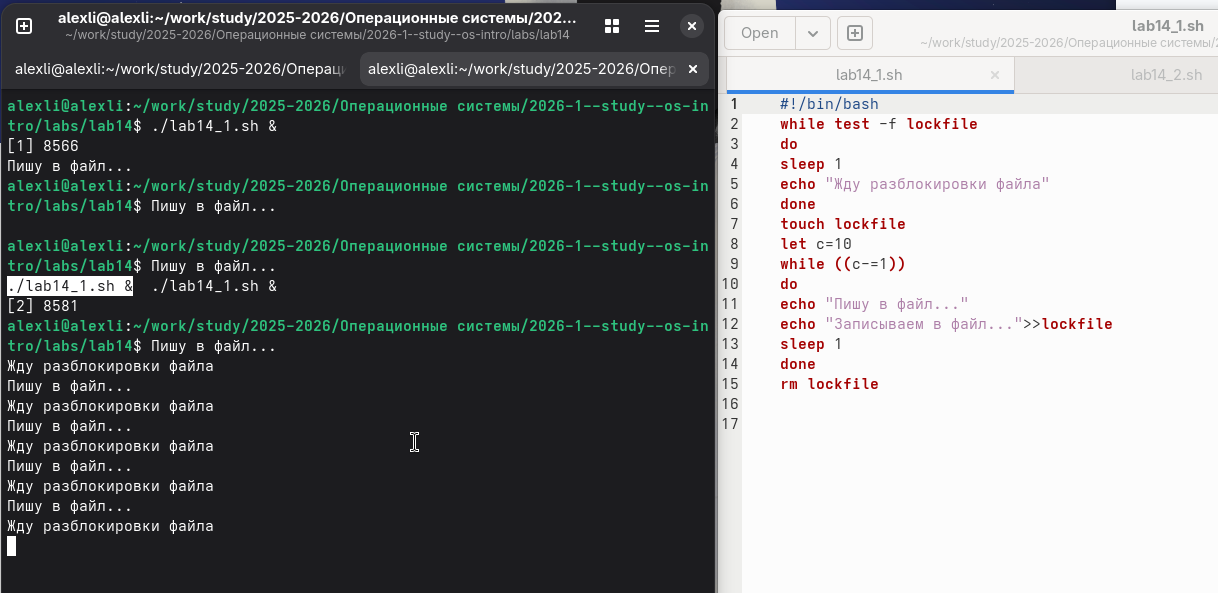 alexli@alexli:~/work/study/2025-2026/Операционные системы/202...
~/work/study/2025-2026/Операционные системы/2026-1--study--os-intro/labs/lab14
alexli@alexli:~/work/study/2025-2026/Операци
alexli@alexli:~/work/study/2025-2026/Опер
alexli@alexli:~/work/study/2025-2026/Операционные системы/2026-1--study--os-in
tro/labs/lab14$ ./lab14_1.sh &
[1] 8566
Пишу в файл...
alexli@alexli:~/work/study/2025-2026/Операционные системы/2026-1--study--os-in
tro/labs/lab14$ Пишу в файл...
alexli@alexli:~/work/study/2025-2026/Операционные системы/2026-1--study--os-in
tro/labs/lab14$ Пишу в файл...
./lab14_1.sh &  ./lab14_1.sh &
[2] 8581
alexli@alexli:~/work/study/2025-2026/Операционные системы/2026-1--study--os-in
tro/labs/lab14$ Пишу в файл...
Жду разблокировки файла
Пишу в файл...
Жду разблокировки файла
Пишу в файл...
Жду разблокировки файла
Пишу в файл...
Жду разблокировки файла
Пишу в файл...
Жду разблокировки файла
Open
lab14_1.sh
~/work/study/2025-2026/Операционные системы/2
lab14_1.sh
lab14_2.sh
1 #!/bin/bash
2 while test -f lockfile
3 do
4 sleep 1
5 echo "Жду разблокировки файла"
6 done
7 touch lockfile
8 let c=10
9 while ((c-=1))
10 do
11 echo "Пишу в файл..."
12 echo "Записываем в файл...">>lockfile
13 sleep 1
14 done
15 rm lockfile
16
17